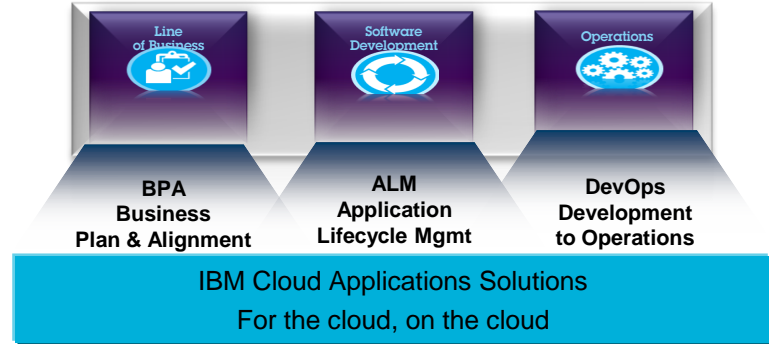 Line
of Business
Software
Development
Operations
BPA
Business
Plan & Alignment
ALM
Application
Lifecycle Mgmt
DevOps
Development
to Operations
IBM Cloud Applications Solutions
For the cloud, on the cloud